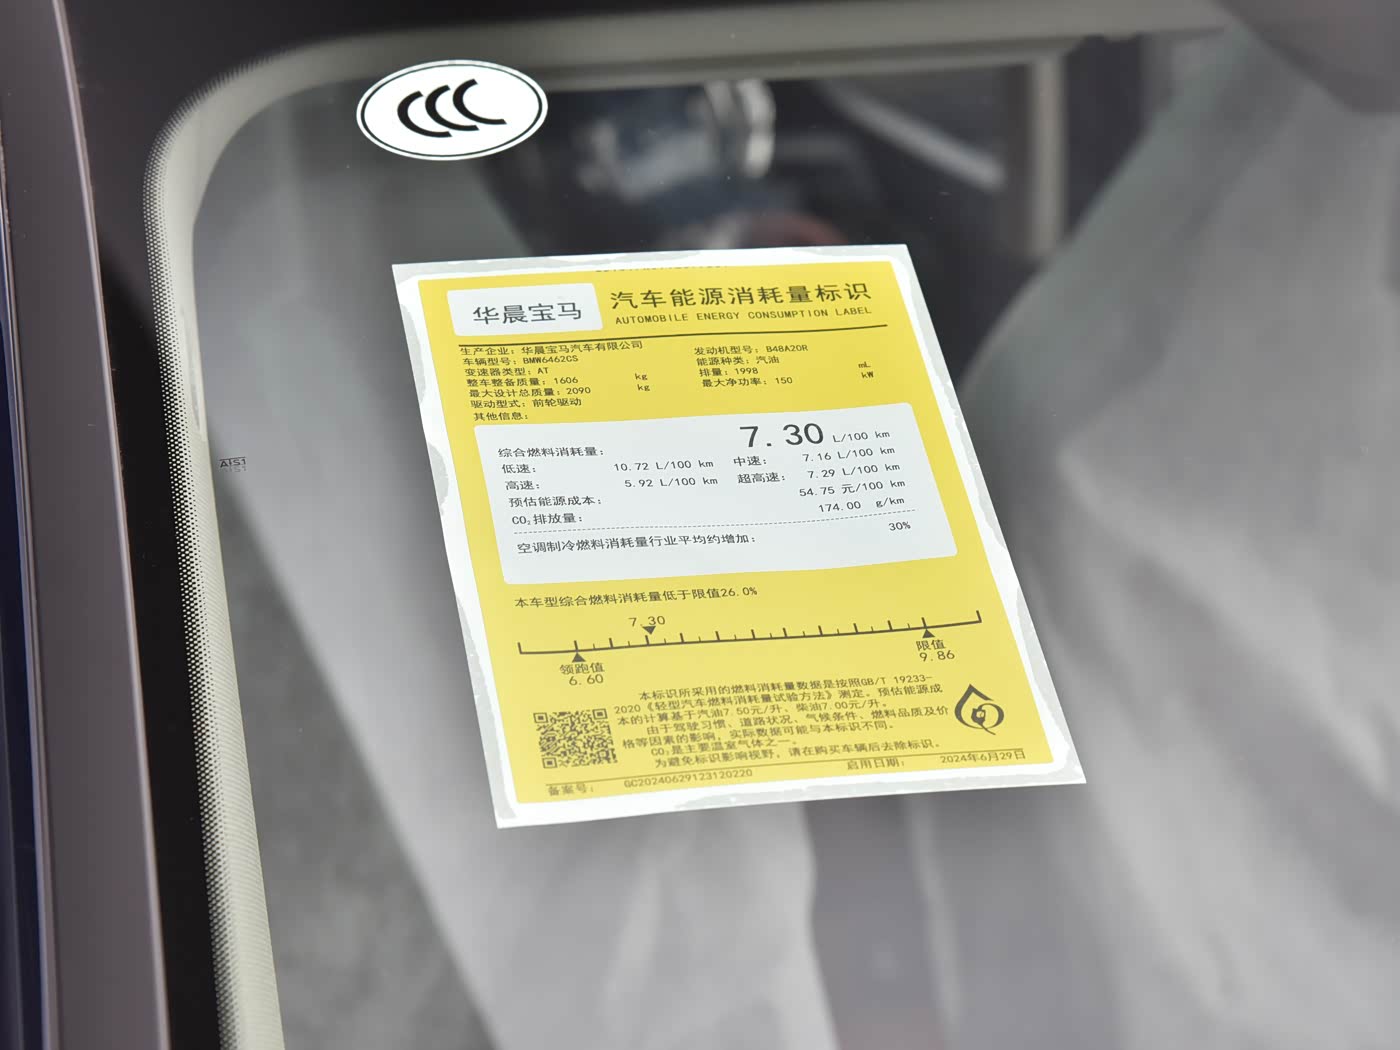 CCC
华晨宝马
汽车能源消耗量标识
AUTOMOBILE ENERGY CONSUMPTION LABEL
生产企业：华晨宝马汽车有限公司
车辆型号：BMW6462CS 发动机型号：B48A20R
变速器类型：AT 能源种类：汽油
整车整备质量：1606 kg 排量：1998 mL
最大设计总质量：2090 kg 最大净功率：150 kW
驱动型式：前轮驱动
其他信息：
综合燃料消耗量： 7.30 L/100 km
低速： 10.72 L/100 km 中速： 7.16 L/100 km
高速： 5.92 L/100 km 超高速： 7.29 L/100 km
预估能源成本： 54.75 元/100 km
CO₂排放量： 174.00 g/km
空调制冷燃料消耗量行业平均约增加： 30%
本车型综合燃料消耗量低于限值26.0%
7.30
领跑值 限值
6.60 9.86
本标识所采用的燃料消耗量数据是按照GB/T 19233-
2020《轻型汽车燃料消耗量试验方法》测定。预估能源成
本的计算基于汽油7.50元/升、柴油7.00元/升。
由于驾驶习惯、道路状况、气候条件、燃料品质及价
格等因素的影响，实际数据可能与本标识不同。
CO₂是主要温室气体之一。
为避免标识影响视野，请在购买车辆后去除标识。
备案号： GC20240629123120220 启用日期： 2024年6月29日
AIS1